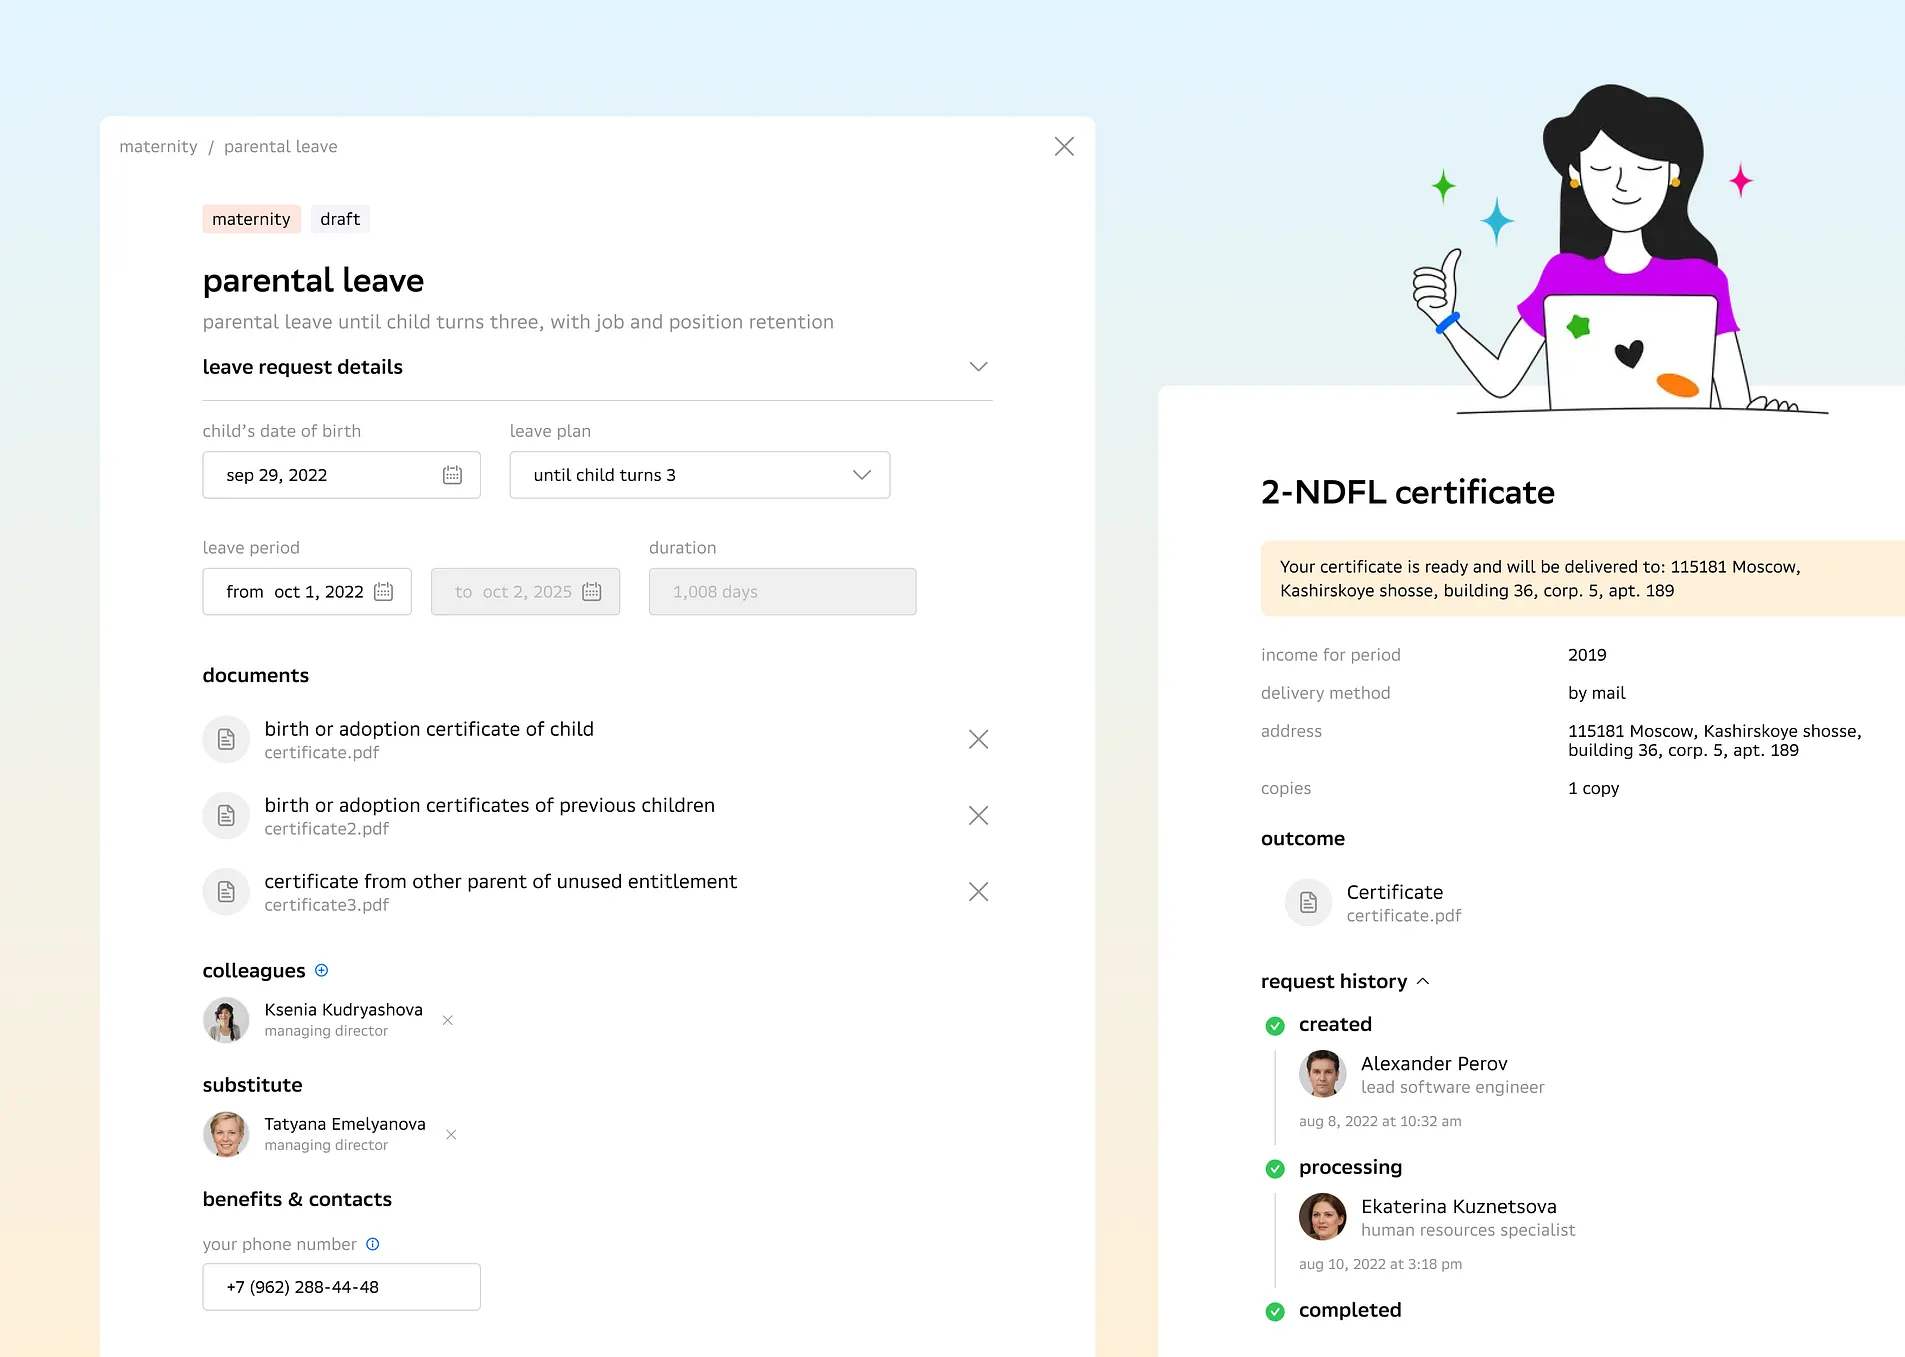 maternity / parental leave
maternity draft
parental leave
parental leave until child turns three, with job and position retention
leave request details
child’s date of birth leave plan
sep 29, 2022 until child turns 3
leave period duration
from oct 1, 2022 to oct 2, 2025 1,008 days
documents
birth or adoption certificate of child
certificate.pdf
birth or adoption certificates of previous children
certificate2.pdf
certificate from other parent of unused entitlement
certificate3.pdf
colleagues
Ksenia Kudryashova
managing director
substitute
Tatyana Emelyanova
managing director
benefits & contacts
your phone number
+7 (962) 288-44-48
2-NDFL certificate
Your certificate is ready and will be delivered to: 115181 Moscow,
Kashirskoye shosse, building 36, corp. 5, apt. 189
income for period 2019
delivery method by mail
address 115181 Moscow, Kashirskoye shosse,
building 36, corp. 5, apt. 189
copies 1 copy
outcome
Certificate
certificate.pdf
request history
created
Alexander Perov
lead software engineer
aug 8, 2022 at 10:32 am
processing
Ekaterina Kuznetsova
human resources specialist
aug 10, 2022 at 3:18 pm
completed